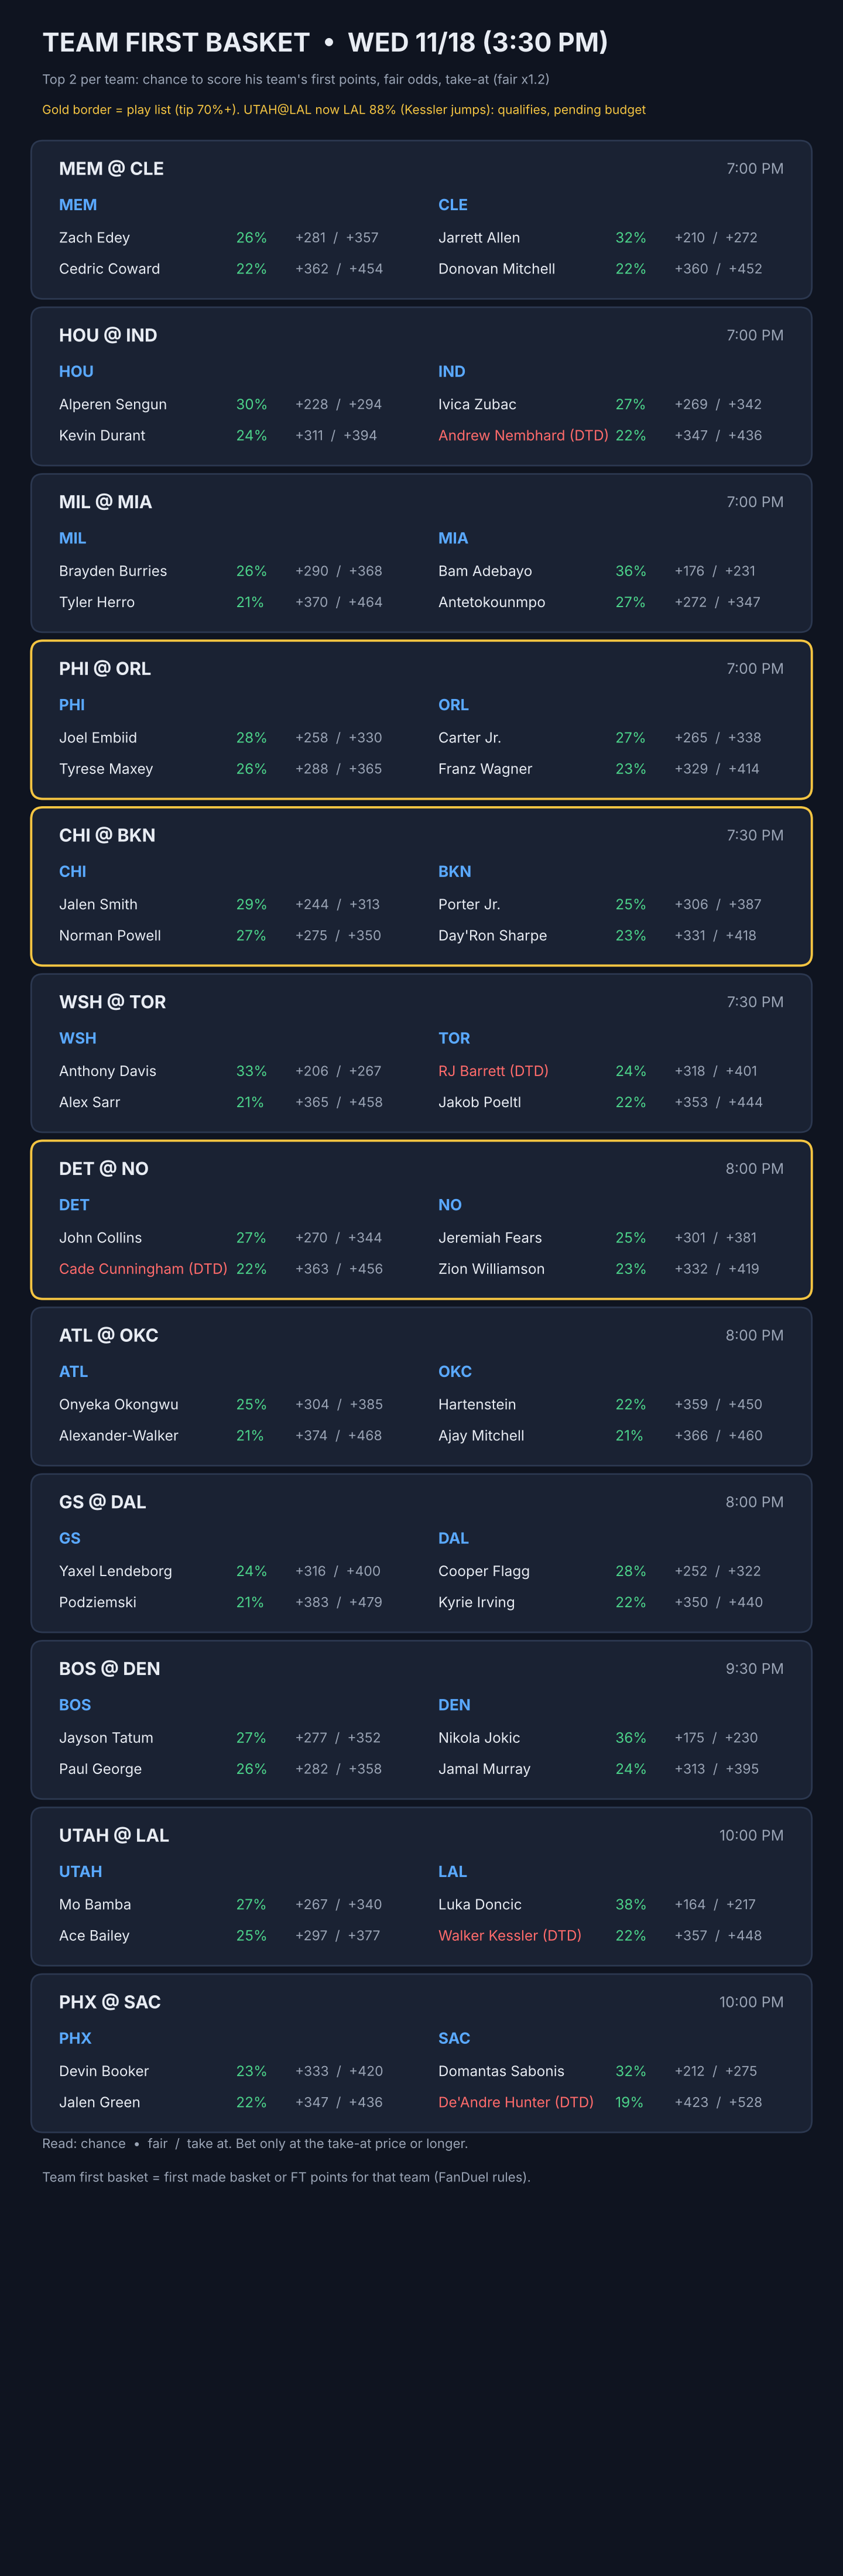 TEAM FIRST BASKET • WED 11/18 (3:30 PM)
Top 2 per team: chance to score his team's first points, fair odds, take-at (fair x1.2)
Gold border = play list (tip 70%+). UTAH@LAL now LAL 88% (Kessler jumps): qualifies, pending budget
MEM @ CLE 7:00 PM
MEM CLE
Zach Edey 26% +281 / +357 Jarrett Allen 32% +210 / +272
Cedric Coward 22% +362 / +454 Donovan Mitchell 22% +360 / +452
HOU @ IND 7:00 PM
HOU IND
Alperen Sengun 30% +228 / +294 Ivica Zubac 27% +269 / +342
Kevin Durant 24% +311 / +394 Andrew Nembhard (DTD) 22% +347 / +436
MIL @ MIA 7:00 PM
MIL MIA
Brayden Burries 26% +290 / +368 Bam Adebayo 36% +176 / +231
Tyler Herro 21% +370 / +464 Antetokounmpo 27% +272 / +347
PHI @ ORL 7:00 PM
PHI ORL
Joel Embiid 28% +258 / +330 Carter Jr. 27% +265 / +338
Tyrese Maxey 26% +288 / +365 Franz Wagner 23% +329 / +414
CHI @ BKN 7:30 PM
CHI BKN
Jalen Smith 29% +244 / +313 Porter Jr. 25% +306 / +387
Norman Powell 27% +275 / +350 Day'Ron Sharpe 23% +331 / +418
WSH @ TOR 7:30 PM
WSH TOR
Anthony Davis 33% +206 / +267 RJ Barrett (DTD) 24% +318 / +401
Alex Sarr 21% +365 / +458 Jakob Poeltl 22% +353 / +444
DET @ NO 8:00 PM
DET NO
John Collins 27% +270 / +344 Jeremiah Fears 25% +301 / +381
Cade Cunningham (DTD) 22% +363 / +456 Zion Williamson 23% +332 / +419
ATL @ OKC 8:00 PM
ATL OKC
Onyeka Okongwu 25% +304 / +385 Hartenstein 22% +359 / +450
Alexander-Walker 21% +374 / +468 Ajay Mitchell 21% +366 / +460
GS @ DAL 8:00 PM
GS DAL
Yaxel Lendeborg 24% +316 / +400 Cooper Flagg 28% +252 / +322
Podziemski 21% +383 / +479 Kyrie Irving 22% +350 / +440
BOS @ DEN 9:30 PM
BOS DEN
Jayson Tatum 27% +277 / +352 Nikola Jokic 36% +175 / +230
Paul George 26% +282 / +358 Jamal Murray 24% +313 / +395
UTAH @ LAL 10:00 PM
UTAH LAL
Mo Bamba 27% +267 / +340 Luka Doncic 38% +164 / +217
Ace Bailey 25% +297 / +377 Walker Kessler (DTD) 22% +357 / +448
PHX @ SAC 10:00 PM
PHX SAC
Devin Booker 23% +333 / +420 Domantas Sabonis 32% +212 / +275
Jalen Green 22% +347 / +436 De'Andre Hunter (DTD) 19% +423 / +528
Read: chance • fair / take at. Bet only at the take-at price or longer.
Team first basket = first made basket or FT points for that team (FanDuel rules).